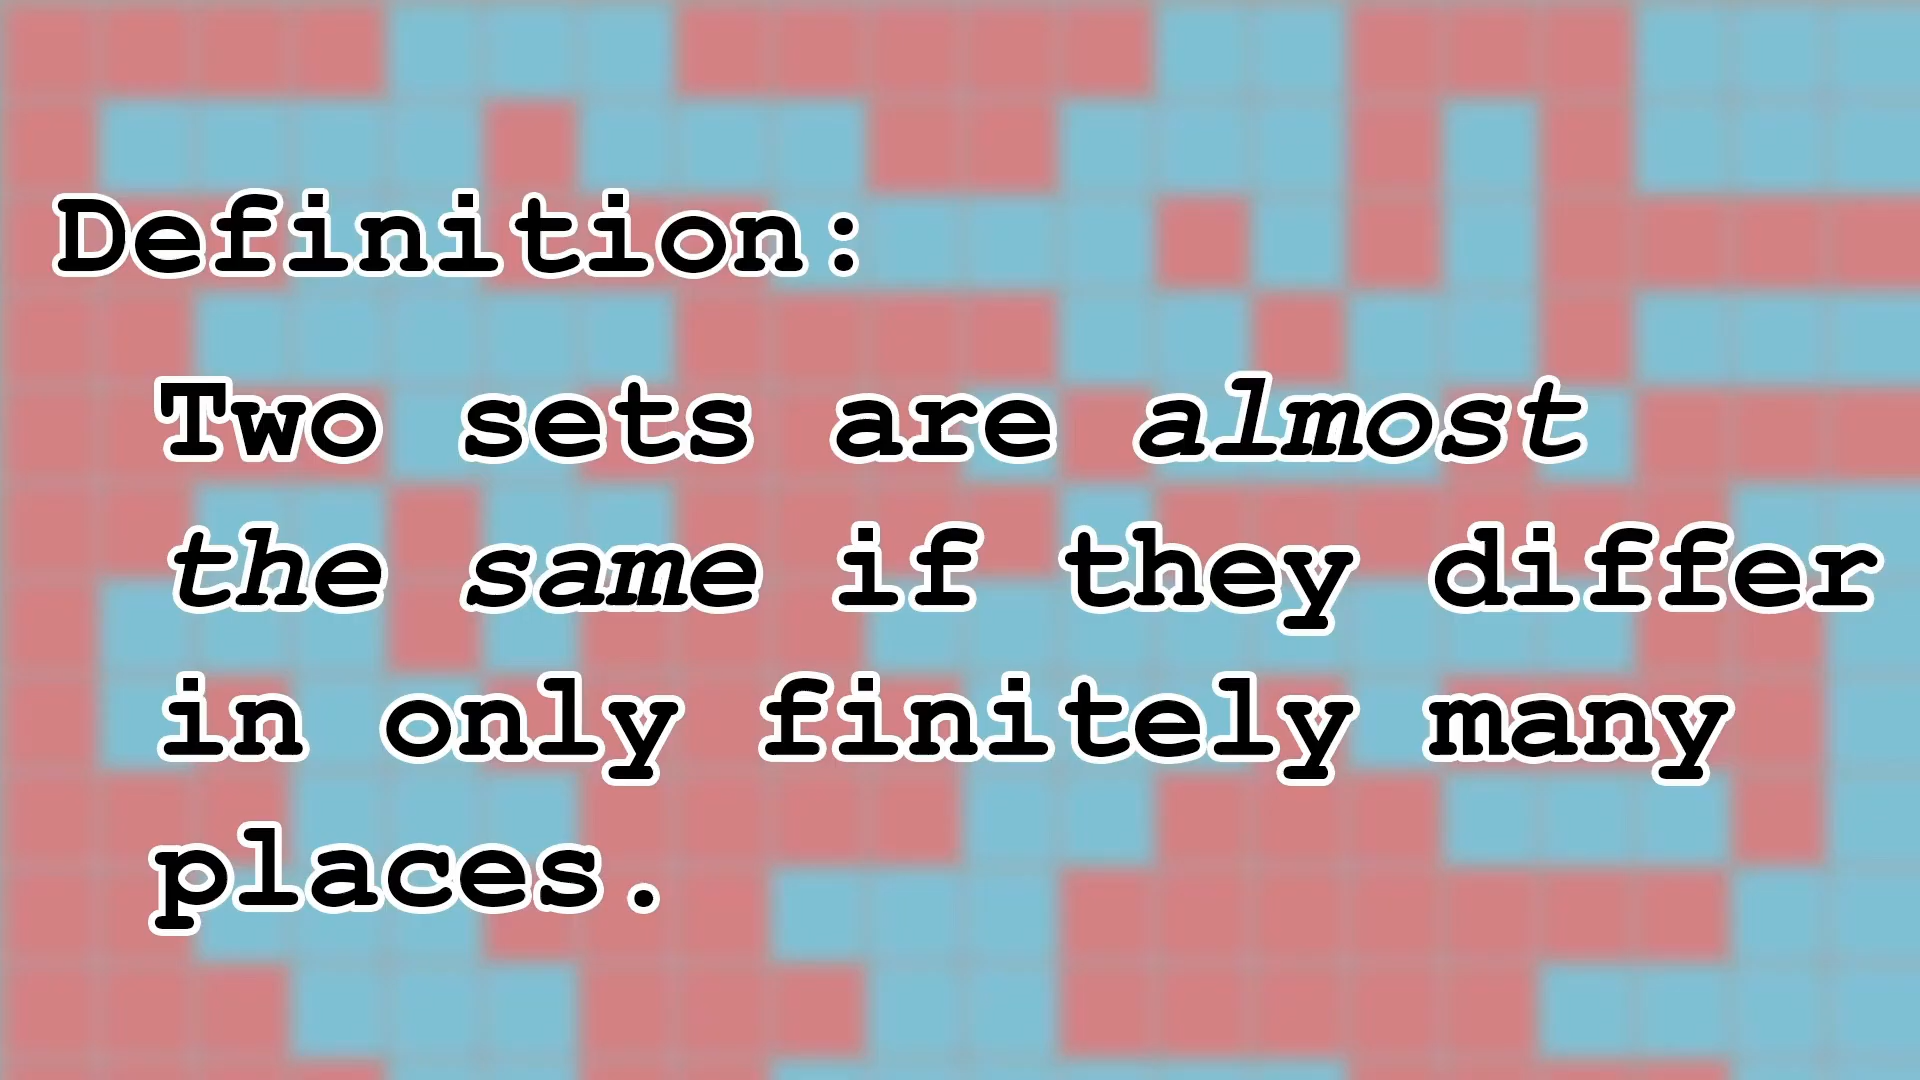 Definition:
Two sets are almost
the same if they differ
in only finitely many
places.